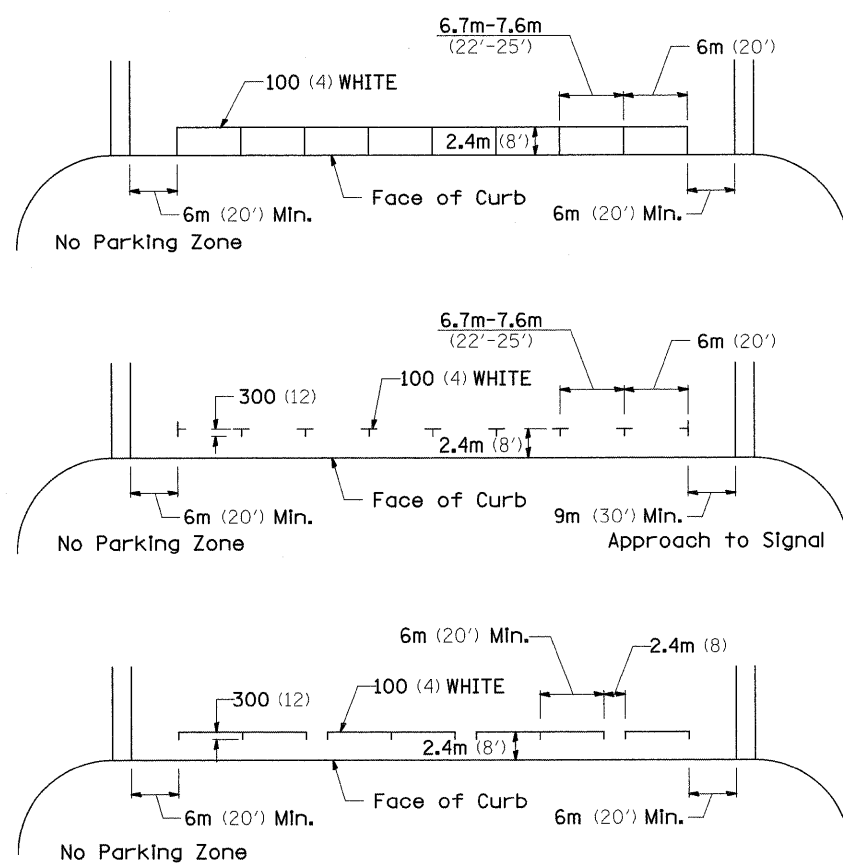 6.7m-7.6m
(22'-25')
6m (20')
100 (4) WHITE
2.4m (8')
Face of Curb
6m (20') Min.
6m (20') Min.
No Parking Zone
6.7m-7.6m
(22'-25')
6m (20')
300 (12)
100 (4) WHITE
2.4m (8')
Face of Curb
6m (20') Min.
9m (30') Min.
No Parking Zone
Approach to Signal
6m (20') Min.
2.4m (8)
300 (12)
100 (4) WHITE
2.4m (8')
Face of Curb
6m (20') Min.
6m (20') Min.
No Parking Zone